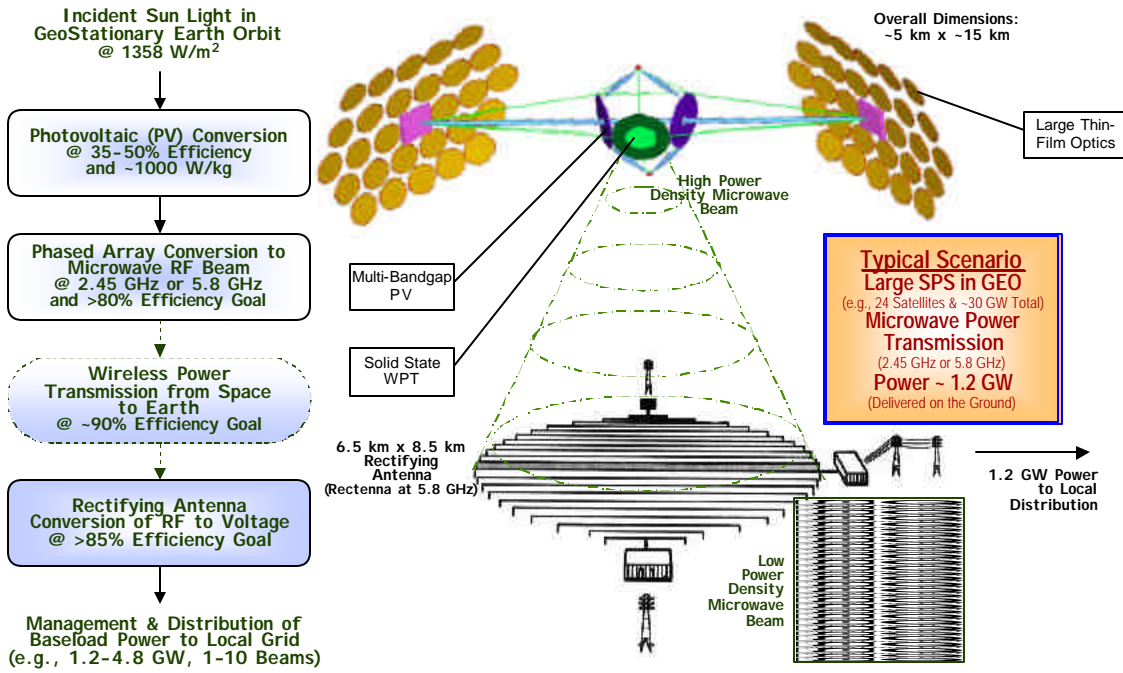 Incident Sun Light in
GeoStationary Earth Orbit
@ 1358 W/m²
Photovoltaic (PV) Conversion
@ 35-50% Efficiency
and ~1000 W/kg
Phased Array Conversion to
Microwave RF Beam
@ 2.45 GHz or 5.8 GHz
and >80% Efficiency Goal
Wireless Power
Transmission from Space
to Earth
@ ~90% Efficiency Goal
Rectifying Antenna
Conversion of RF to Voltage
@ >85% Efficiency Goal
Management & Distribution of
Baseload Power to Local Grid
(e.g., 1.2-4.8 GW, 1-10 Beams)
Overall Dimensions:
~5 km x ~15 km
Large Thin-
Film Optics
High Power
Density Microwave
Beam
Multi-Bandgap
PV
Solid State
WPT
Typical Scenario
Large SPS in GEO
(e.g., 24 Satellites & ~30 GW Total)
Microwave Power
Transmission
(2.45 GHz or 5.8 GHz)
Power ~ 1.2 GW
(Delivered on the Ground)
6.5 km x 8.5 km
Rectifying
Antenna
(Rectenna at 5.8 GHz)
1.2 GW Power
to Local
Distribution
Low
Power
Density
Microwave
Beam